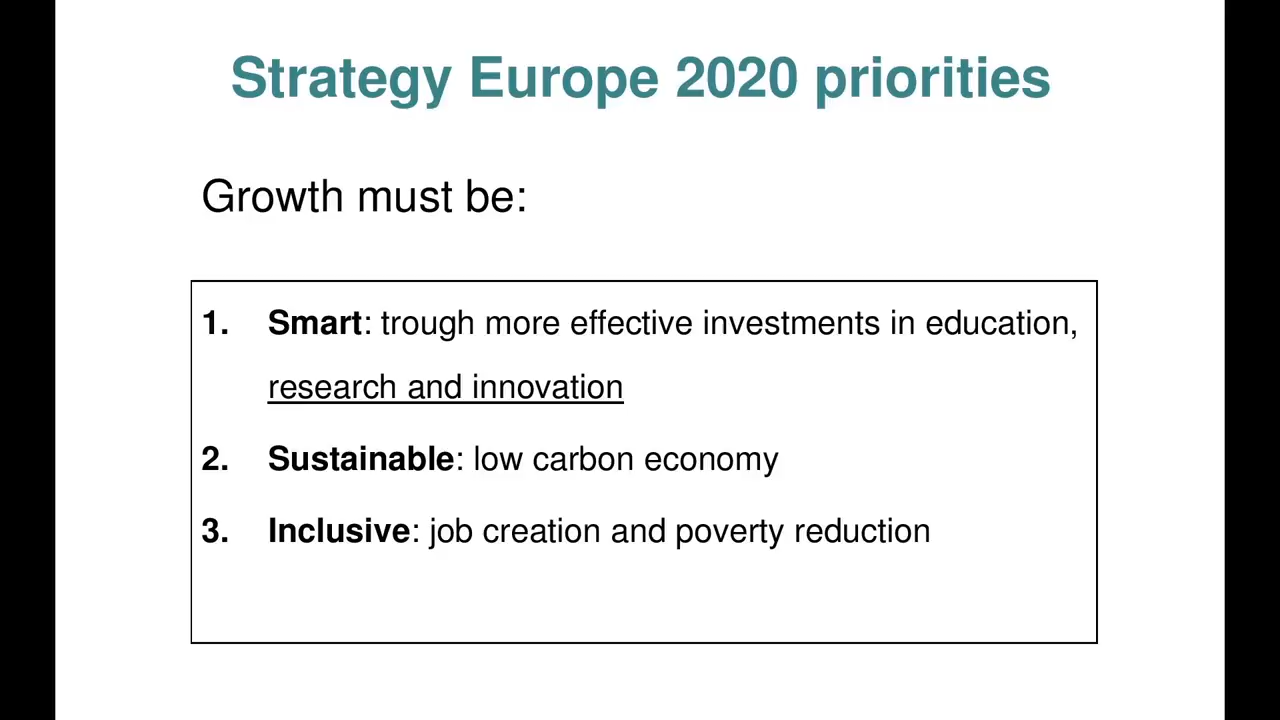 Strategy Europe 2020 priorities
Growth must be:
1. Smart: trough more effective investments in education,
research and innovation
2. Sustainable: low carbon economy
3. Inclusive: job creation and poverty reduction